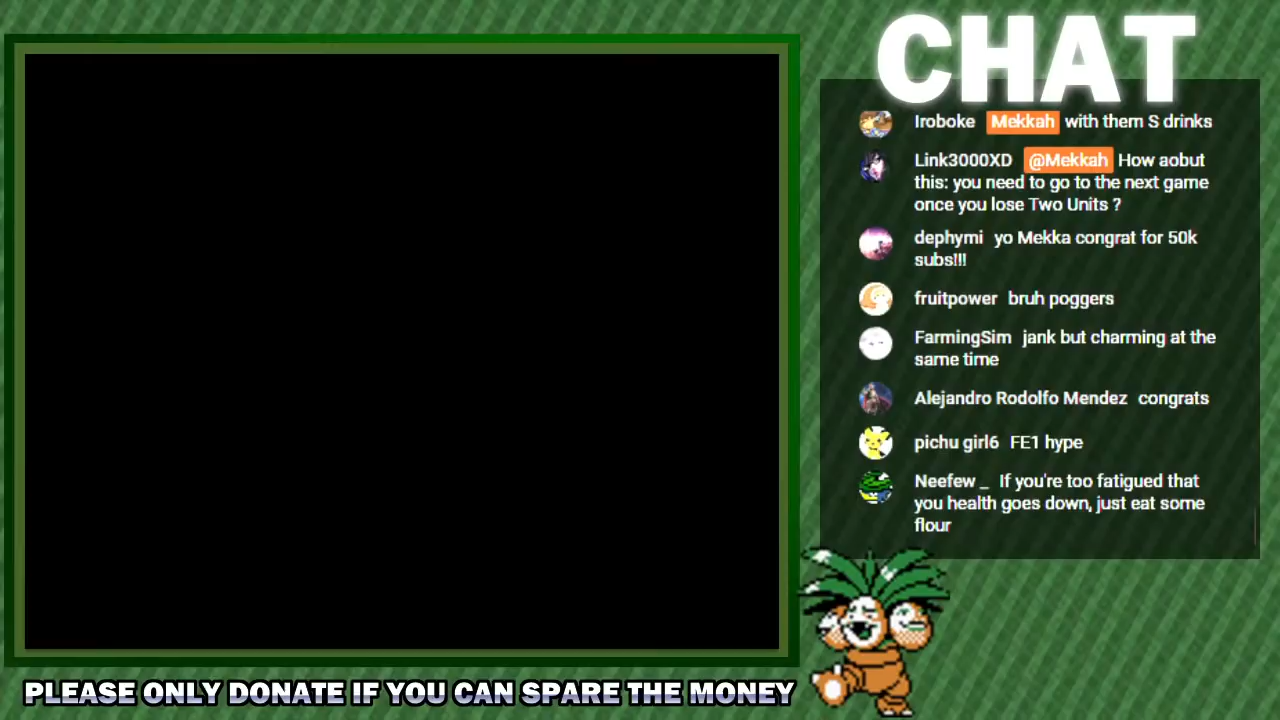 CHAT
Iroboke Mekkah with them S drinks
Link3000XD @Mekkah How aobut
this: you need to go to the next game
once you lose Two Units ?
dephymi yo Mekka congrat for 50k
subs!!!
fruitpower bruh poggers
FarmingSim jank but charming at the
same time
Alejandro Rodolfo Mendez congrats
pichu girl6 FE1 hype
Neefew _ If you're too fatigued that
you health goes down, just eat some
flour
PLEASE ONLY DONATE IF YOU CAN SPARE THE MONEY